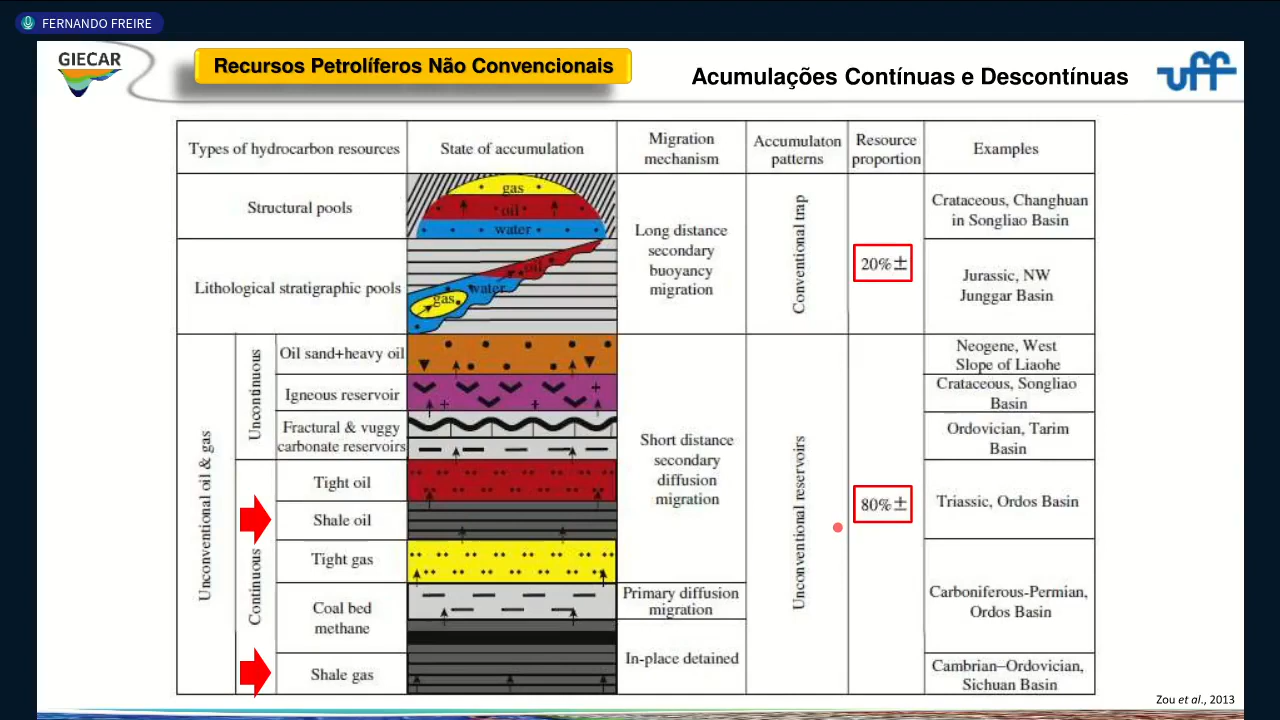 FERNANDO FREIRE
GIECAR
Recursos Petrolíferos Não Convencionais
Acumulações Contínuas e Descontínuas
uff
Types of hydrocarbon resources
State of accumulation
Migration
mechanism
Accumulaton
patterns
Resource
proportion
Examples
Structural pools
gas
oil
water
Long distance
secondary
buoyancy
migration
Conventional trap
20%±
Crataceous, Changhuan
in Songliao Basin
Lithological stratigraphic pools
oil
water
gas
Jurassic, NW
Junggar Basin
Unconventional oil & gas
Uncontinuous
Oil sand+heavy oil
Short distance
secondary
diffusion
migration
Unconventional reservoirs
80%±
Neogene, West
Slope of Liaohe
Igneous reservoir
Crataceous, Songliao
Basin
Fractural & vuggy
carbonate reservoirs
Ordovician, Tarim
Basin
Continuous
Tight oil
Triassic, Ordos Basin
Shale oil
Tight gas
Carboniferous-Permian,
Ordos Basin
Coal bed
methane
Primary diffusion
migration
In-place detained
Shale gas
Cambrian–Ordovician,
Sichuan Basin
Zou et al., 2013